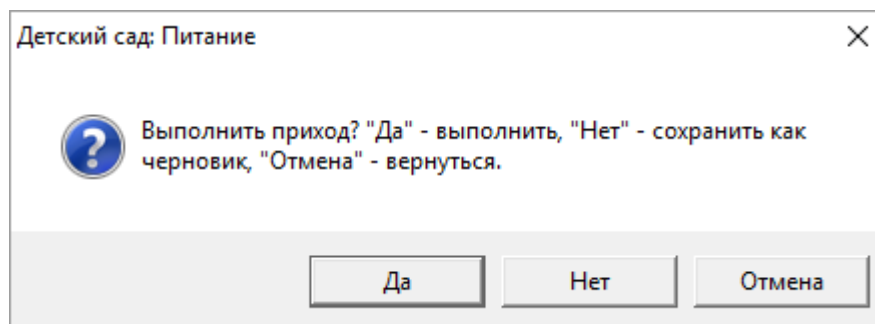 Детский сад: Питание
Выполнить приход? "Да" - выполнить, "Нет" - сохранить как
черновик, "Отмена" - вернуться.
Да
Нет
Отмена